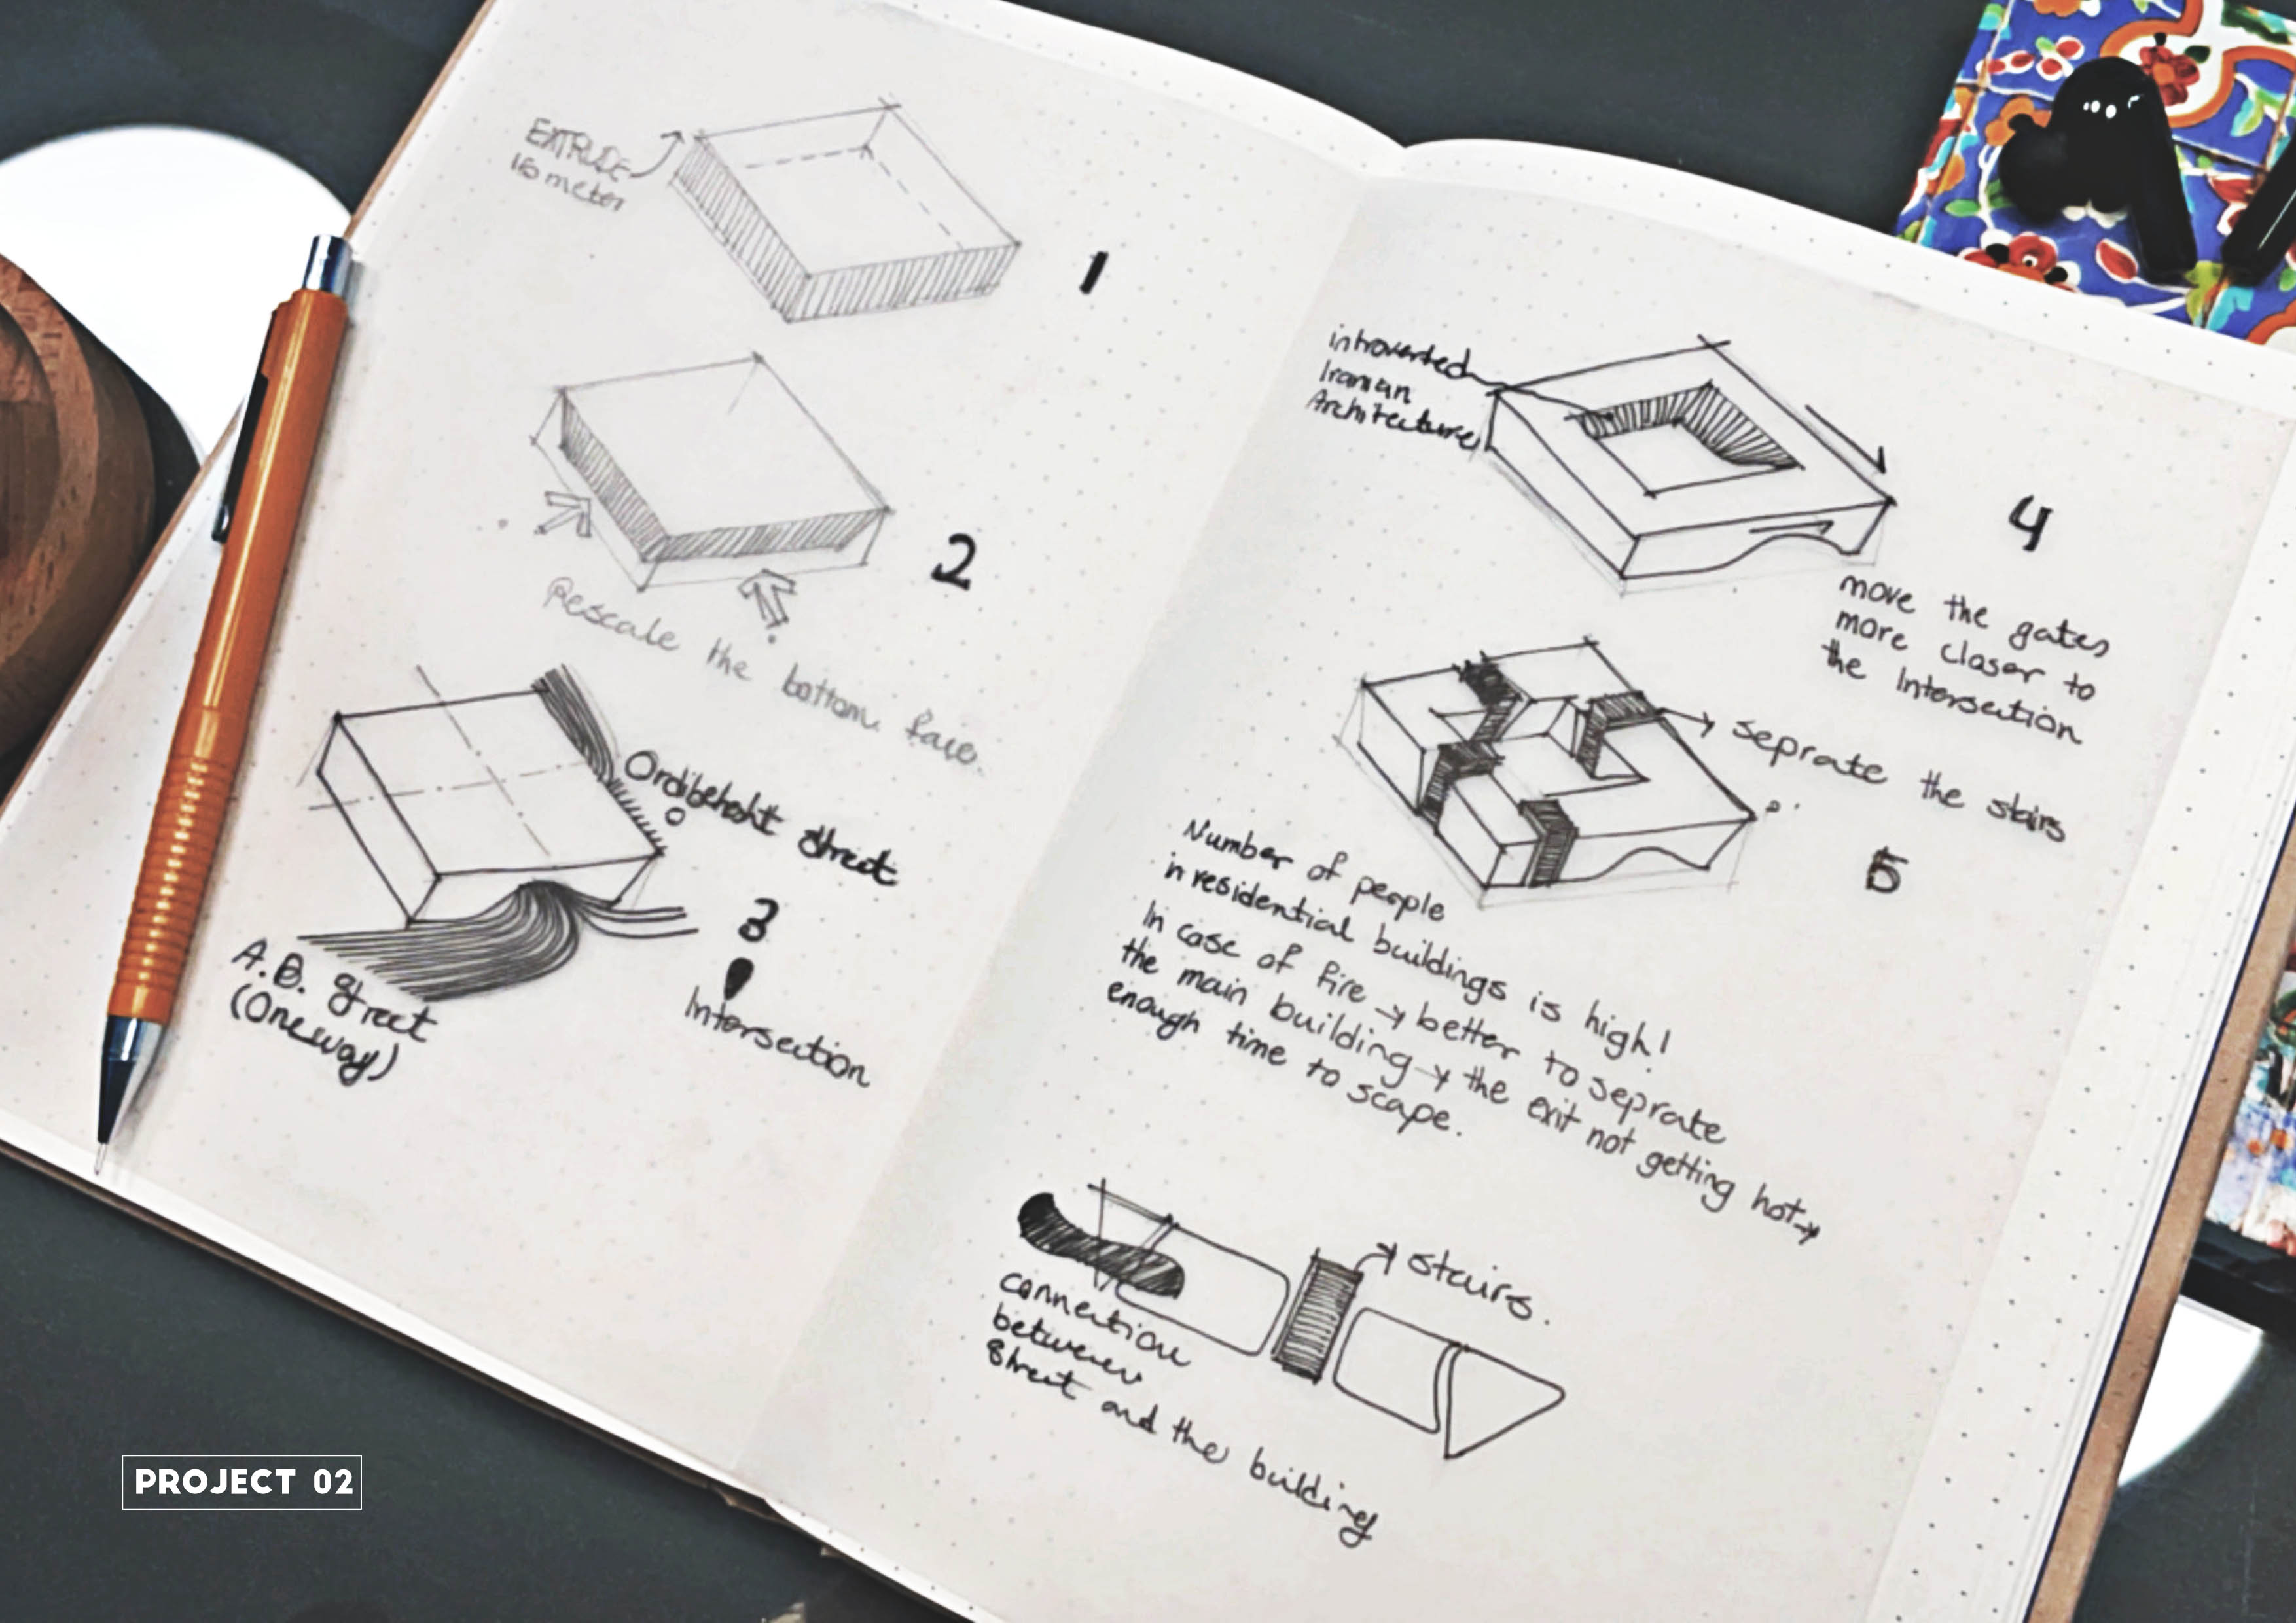 EXTRUDE
meter
1
2
Rescale the bottom face.
Ordibehesht street
3
Intersection
A.B. street
(One way)
introverted
Iranian
Architecture
4
move the gates
more closer to
the Intersection
seprate the stairs
5
Number of people
in residential buildings is high!
In case of fire → better to seprate
the main building → the exit not getting hot →
enough time to scape.
stairs.
connection
between
street and the building
PROJECT 02